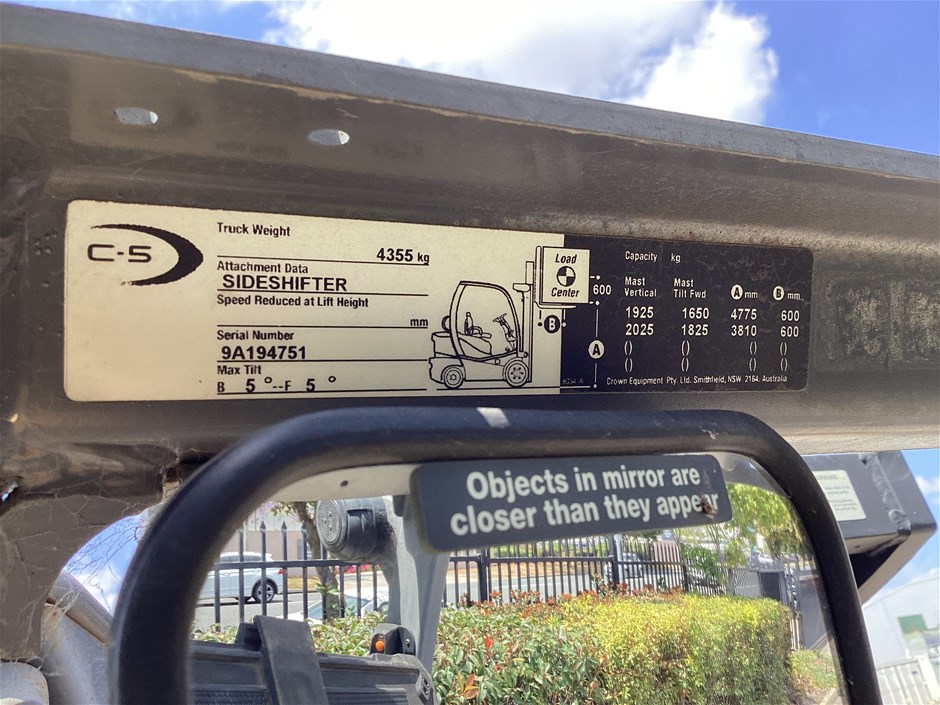 C-5
Truck Weight
4355 kg
Attachment Data
SIDESHIFTER
Speed Reduced at Lift Height
mm
Serial Number
9A194751
Max Tilt
B 5 °--F 5 °
Load
Center
600
B
A
Capacity kg
Mast Vertical Mast Tilt Fwd A mm B mm
1925 1650 4775 600
2025 1825 3810 600
() () () ()
() () () ()
Crown Equipment Pty. Ltd. Smithfield, NSW 2164, Australia
Objects in mirror are
closer than they appear